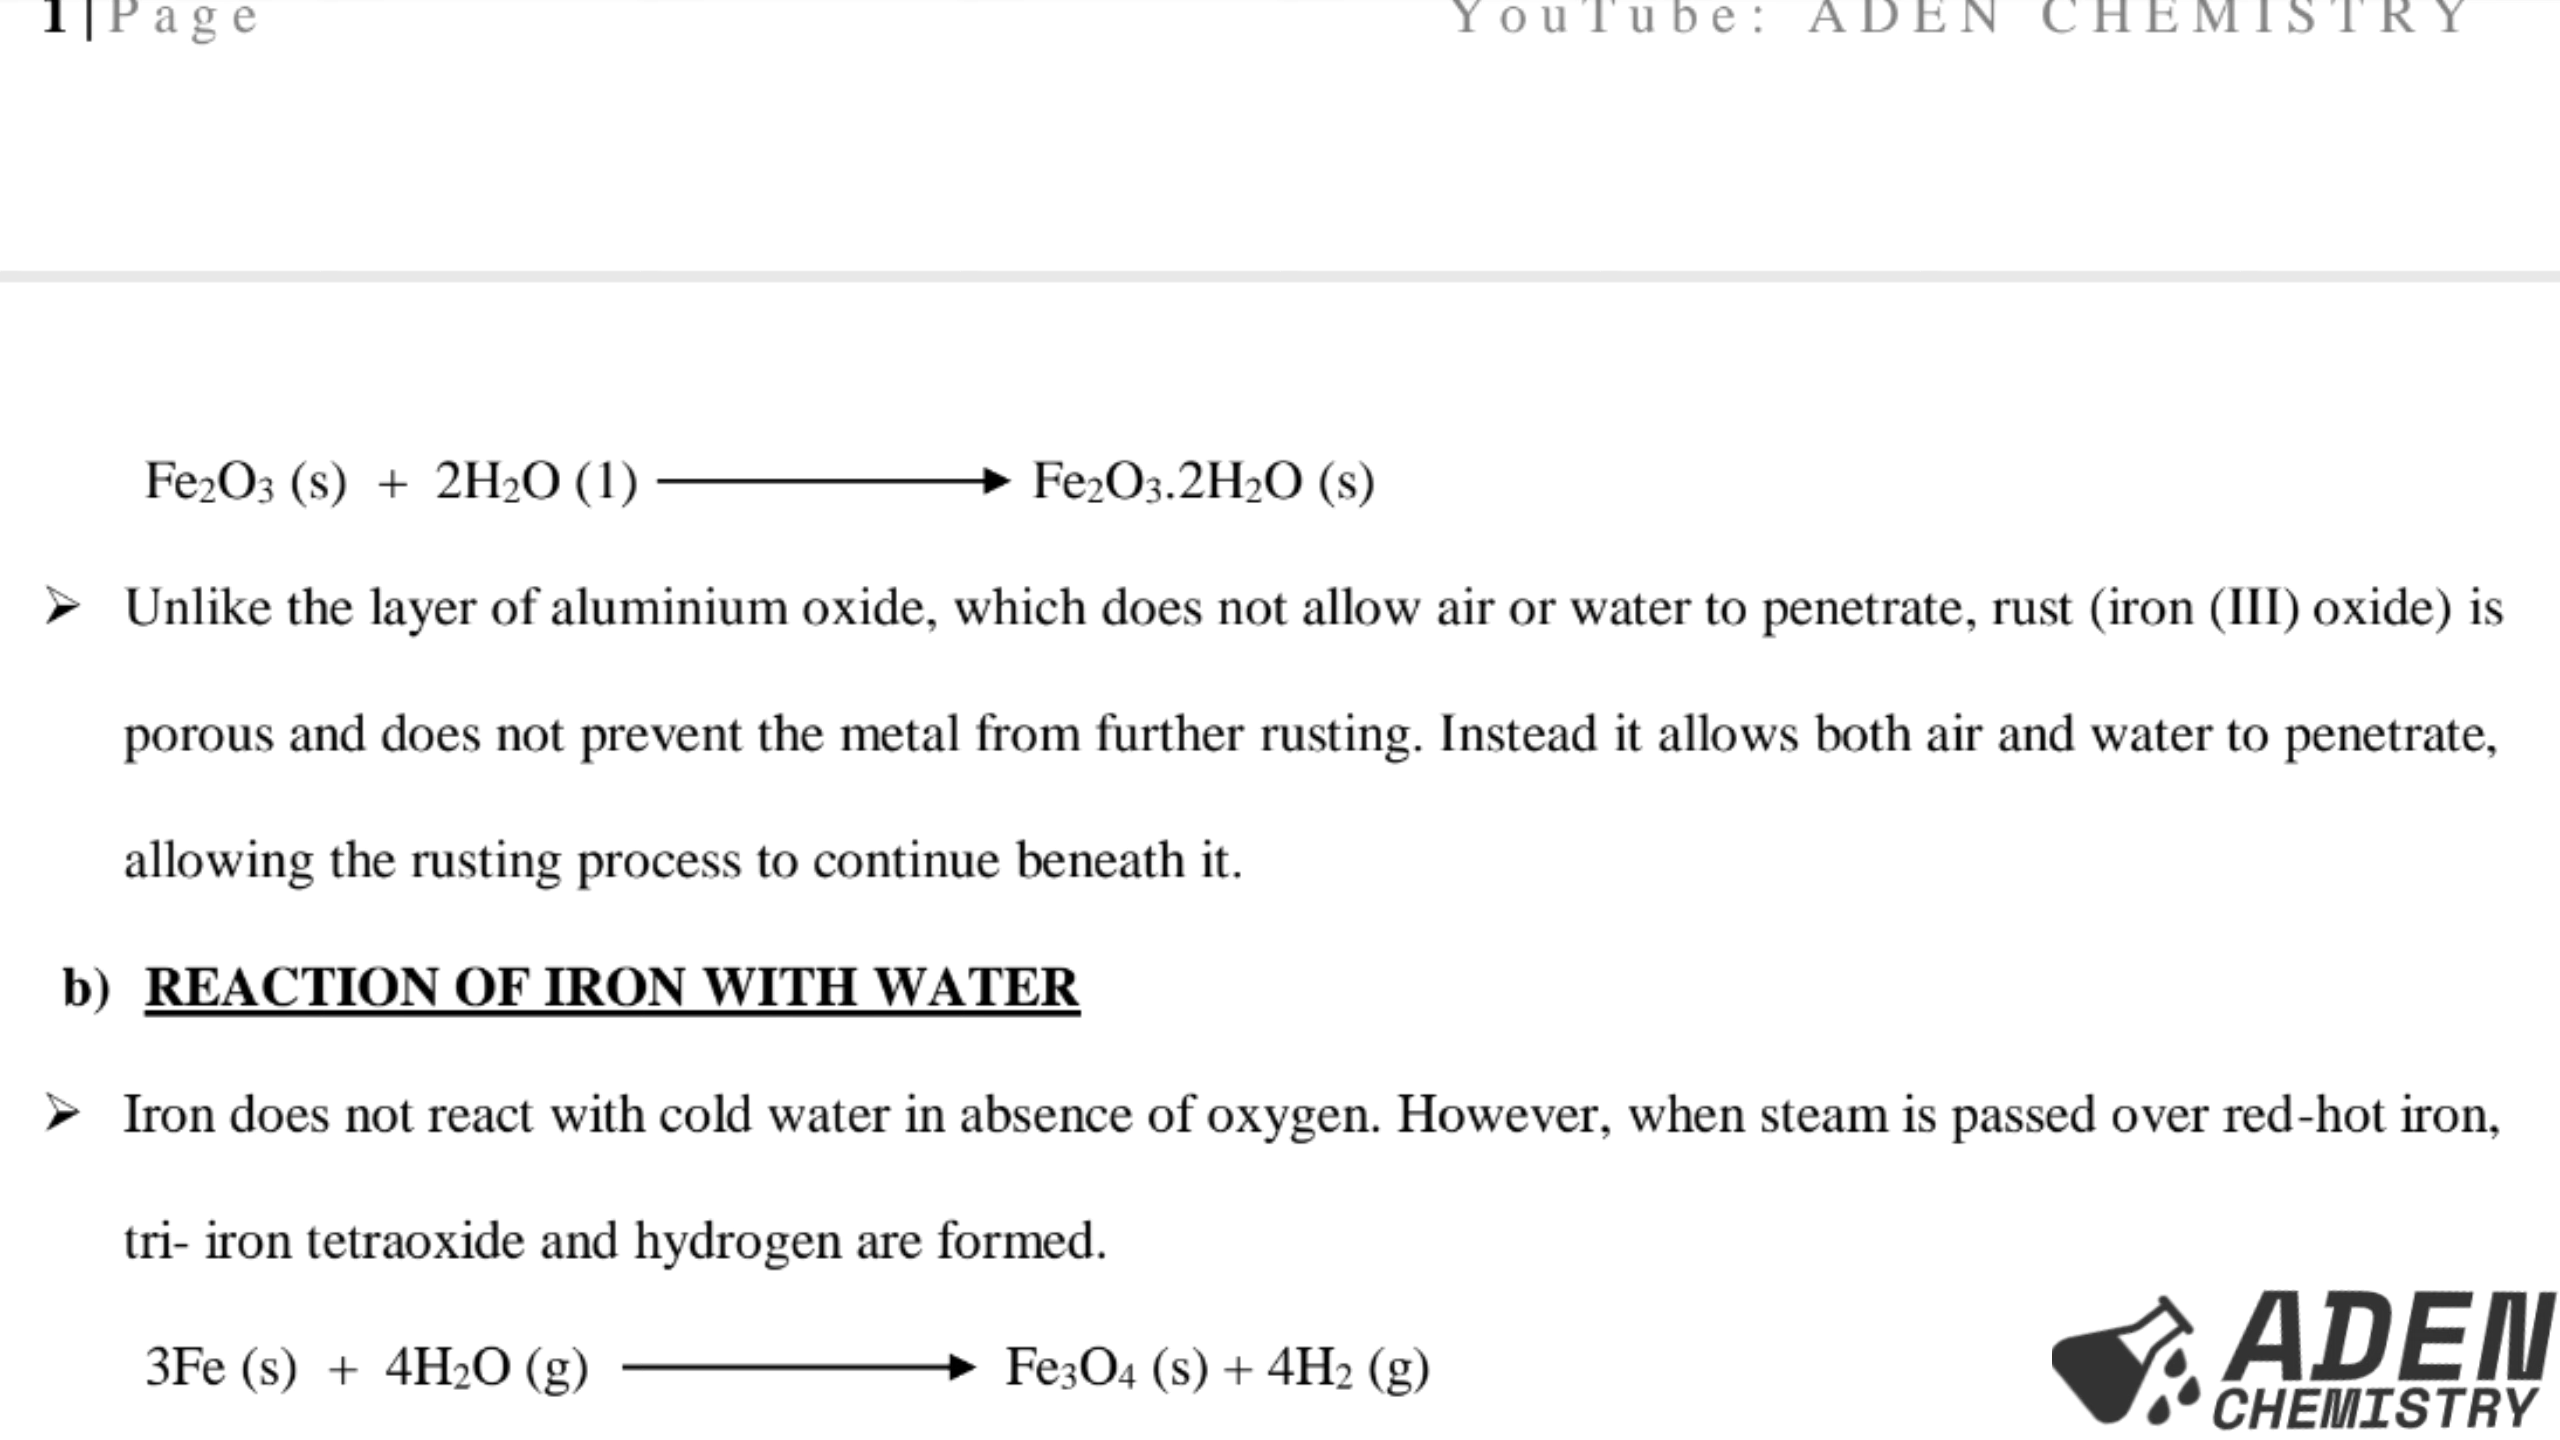 1|Page YouTube: ADEN CHEMISTRY
Fe₂O₃ (s) + 2H₂O (1) ⟶ Fe₂O₃.2H₂O (s)
➢ Unlike the layer of aluminium oxide, which does not allow air or water to penetrate, rust (iron (III) oxide) is
porous and does not prevent the metal from further rusting. Instead it allows both air and water to penetrate,
allowing the rusting process to continue beneath it.
b) REACTION OF IRON WITH WATER
➢ Iron does not react with cold water in absence of oxygen. However, when steam is passed over red-hot iron,
tri- iron tetraoxide and hydrogen are formed.
3Fe (s) + 4H₂O (g) ⟶ Fe₃O₄ (s) + 4H₂ (g)
ADEN
CHEMISTRY